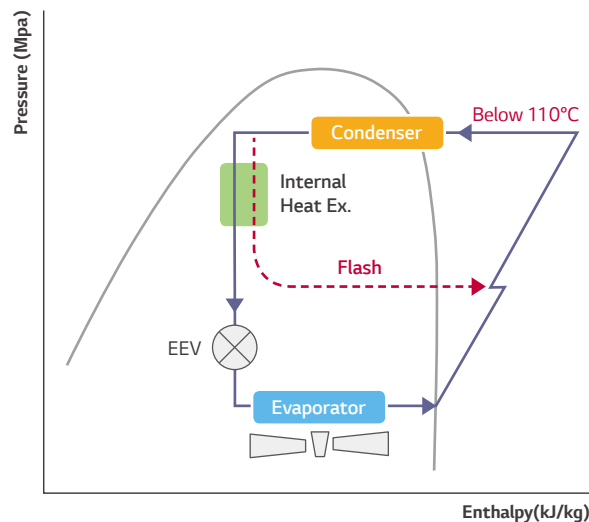 Pressure (Mpa)
Below 110°C
Condenser
Internal
Heat Ex.
Flash
EEV
Evaporator
Enthalpy(kJ/kg)